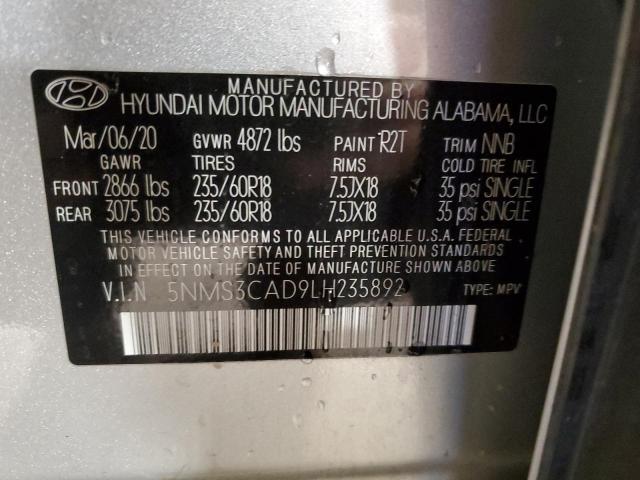 MANUFACTURED BY
HYUNDAI MOTOR MANUFACTURING ALABAMA, LLC
Mar/06/20 GVWR 4872 lbs PAINT R2T TRIM NNB
GAWR TIRES RIMS COLD TIRE INFL
FRONT 2866 lbs 235/60R18 7.5JX18 35 psi SINGLE
REAR 3075 lbs 235/60R18 7.5JX18 35 psi SINGLE
THIS VEHICLE CONFORMS TO ALL APPLICABLE U.S.A. FEDERAL
MOTOR VEHICLE SAFETY AND THEFT PREVENTION STANDARDS
IN EFFECT ON THE DATE OF MANUFACTURE SHOWN ABOVE.
V.I.N 5NMS3CAD9LH235892 TYPE: MPV